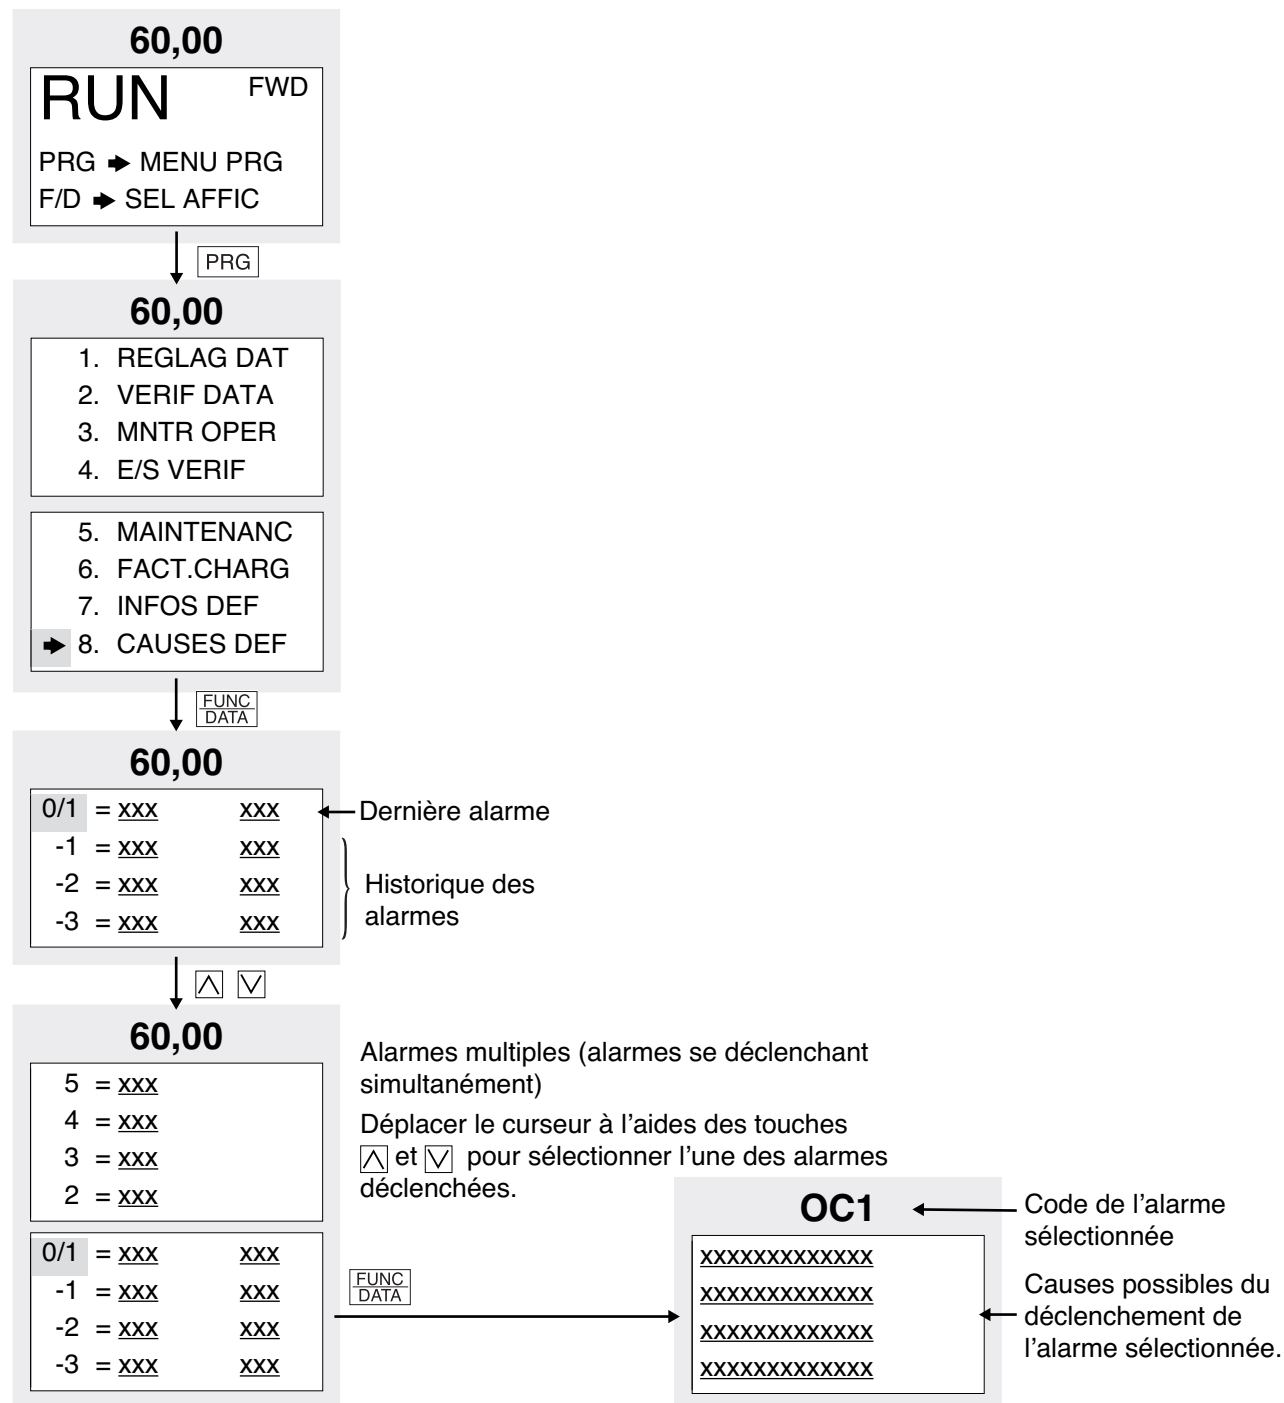 60,00
RUN FWD
PRG → MENU PRG
F/D → SEL AFFIC
PRG
60,00
1. REGLAG DAT
2. VERIF DATA
3. MNTR OPER
4. E/S VERIF
5. MAINTENANC
6. FACT.CHARG
7. INFOS DEF
→ 8. CAUSES DEF
FUNC
DATA
60,00
0/1 = xxx xxx
Dernière alarme
-1 = xxx xxx
-2 = xxx xxx
-3 = xxx xxx
Historique des
alarmes
60,00
5 = xxx
4 = xxx
3 = xxx
2 = xxx
Alarmes multiples (alarmes se déclenchant
simultanément)
Déplacer le curseur à l’aides des touches
∧ et ∨ pour sélectionner l’une des alarmes
déclenchées.
0/1 = xxx xxx
-1 = xxx xxx
-2 = xxx xxx
-3 = xxx xxx
FUNC
DATA
OC1
Code de l’alarme
sélectionnée
xxxxxxxxxxxxx
xxxxxxxxxxxxx
xxxxxxxxxxxxx
xxxxxxxxxxxxx
Causes possibles du
déclenchement de
l’alarme sélectionnée.